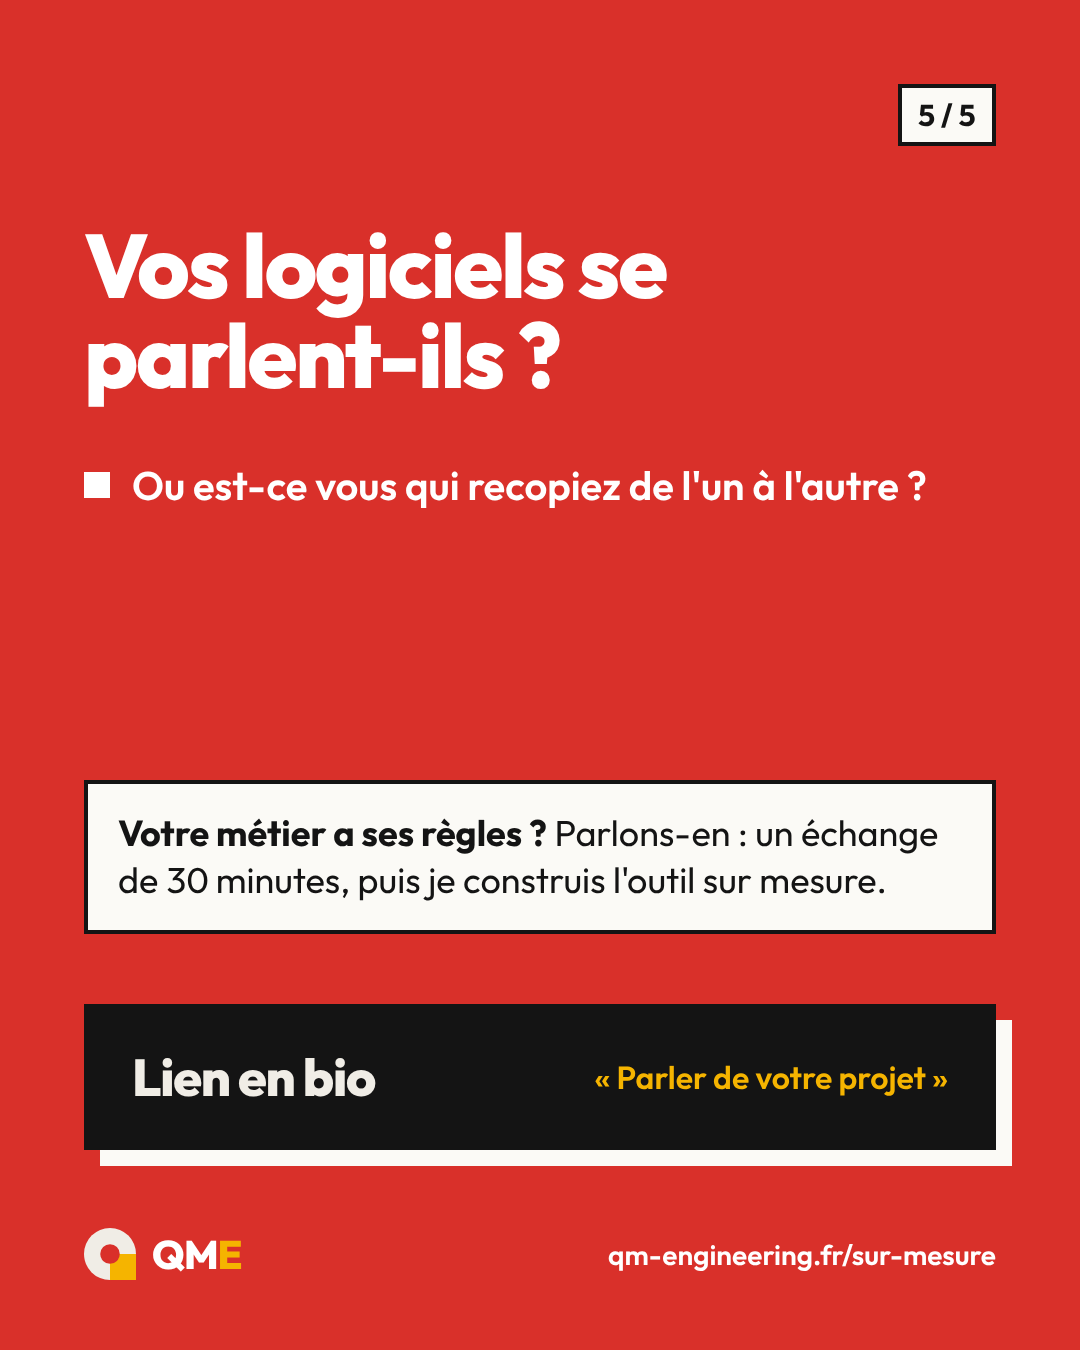 5 / 5
Vos logiciels se
parlent-ils ?
Ou est-ce vous qui recopiez de l'un à l'autre ?
Votre métier a ses règles ? Parlons-en : un échange
de 30 minutes, puis je construis l'outil sur mesure.
Lien en bio
« Parler de votre projet »
QME
qm-engineering.fr/sur-mesure